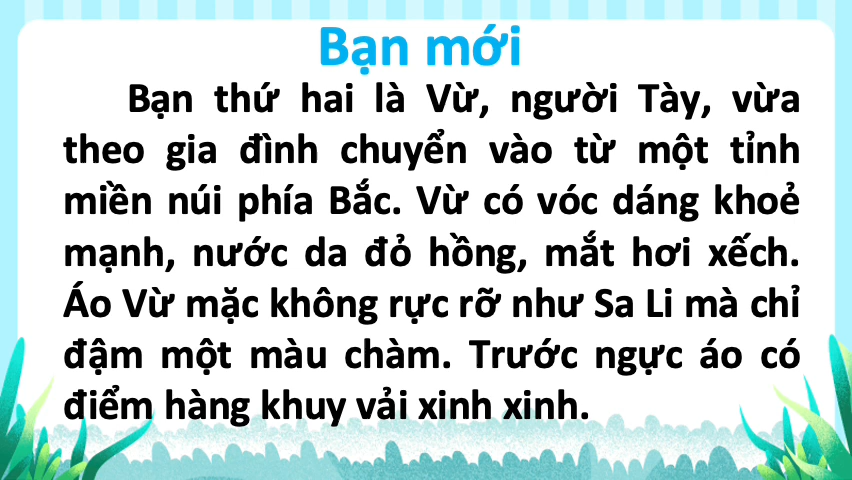 Bạn mới
Bạn thứ hai là Vừ, người Tày, vừa
theo gia đình chuyển vào từ một tỉnh
miền núi phía Bắc. Vừ có vóc dáng khoẻ
mạnh, nước da đỏ hồng, mắt hơi xếch.
Áo Vừ mặc không rực rỡ như Sa Li mà chỉ
đậm một màu chàm. Trước ngực áo có
điểm hàng khuy vải xinh xinh.